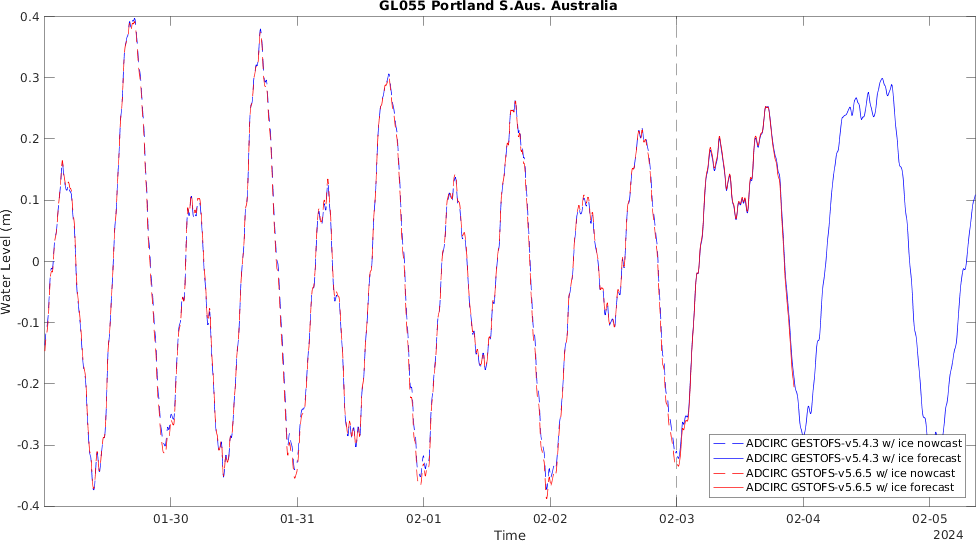 GL055 Portland S.Aus. Australia
Water Level (m)
0.4
0.3
0.2
0.1
0
-0.1
-0.2
-0.3
-0.4
ADCIRC GESTOFS-v5.4.3 w/ ice nowcast
ADCIRC GESTOFS-v5.4.3 w/ ice forecast
ADCIRC GSTOFS-v5.6.5 w/ ice nowcast
ADCIRC GSTOFS-v5.6.5 w/ ice forecast
01-30 01-31 02-01 02-02 02-03 02-04 02-05
Time
2024